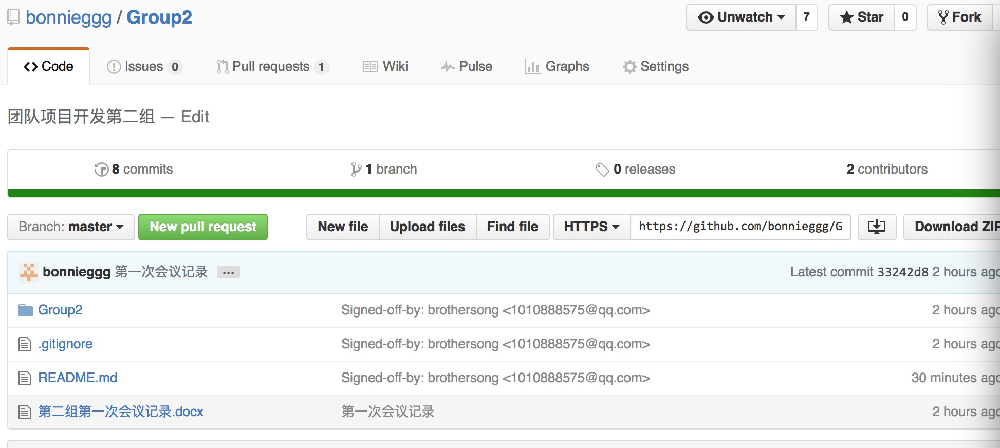 bonnieggg / Group2
Unwatch 7 Star 0 Fork
Code Issues 0 Pull requests 1 Wiki Pulse Graphs Settings
团队项目开发第二组 — Edit
8 commits 1 branch 0 releases 2 contributors
Branch: master New pull request New file Upload files Find file HTTPS https://github.com/bonnieggg/G Download ZIP
bonnieggg 第一次会议记录 ... Latest commit 33242d8 2 hours ago
Group2 Signed-off-by: brothersong <1010888575@qq.com> 2 hours ago
.gitignore Signed-off-by: brothersong <1010888575@qq.com> 2 hours ago
README.md Signed-off-by: brothersong <1010888575@qq.com> 30 minutes ago
第二组第一次会议记录.docx 第一次会议记录 2 hours ago